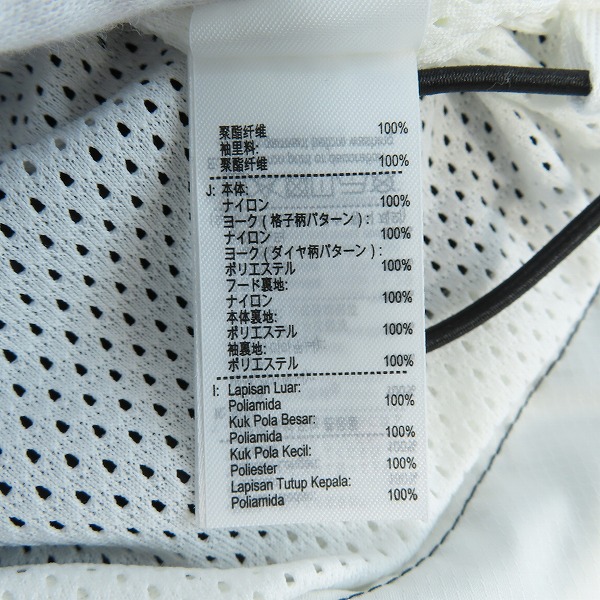 聚酯纤维 100%
袖里料:
聚酯纤维 100%
J: 本体:
ナイロン 100%
ヨーク ( 格子柄パターン ) :
ナイロン 100%
ヨーク ( ダイヤ柄パターン ) :
ポリエステル 100%
フード裏地:
ナイロン 100%
本体裏地:
ポリエステル 100%
袖裏地:
ポリエステル 100%
I: Lapisan Luar:
Poliamida 100%
Kuk Pola Besar:
Poliamida 100%
Kuk Pola Kecil:
Poliester 100%
Lapisan Tutup Kepala:
Poliamida 100%